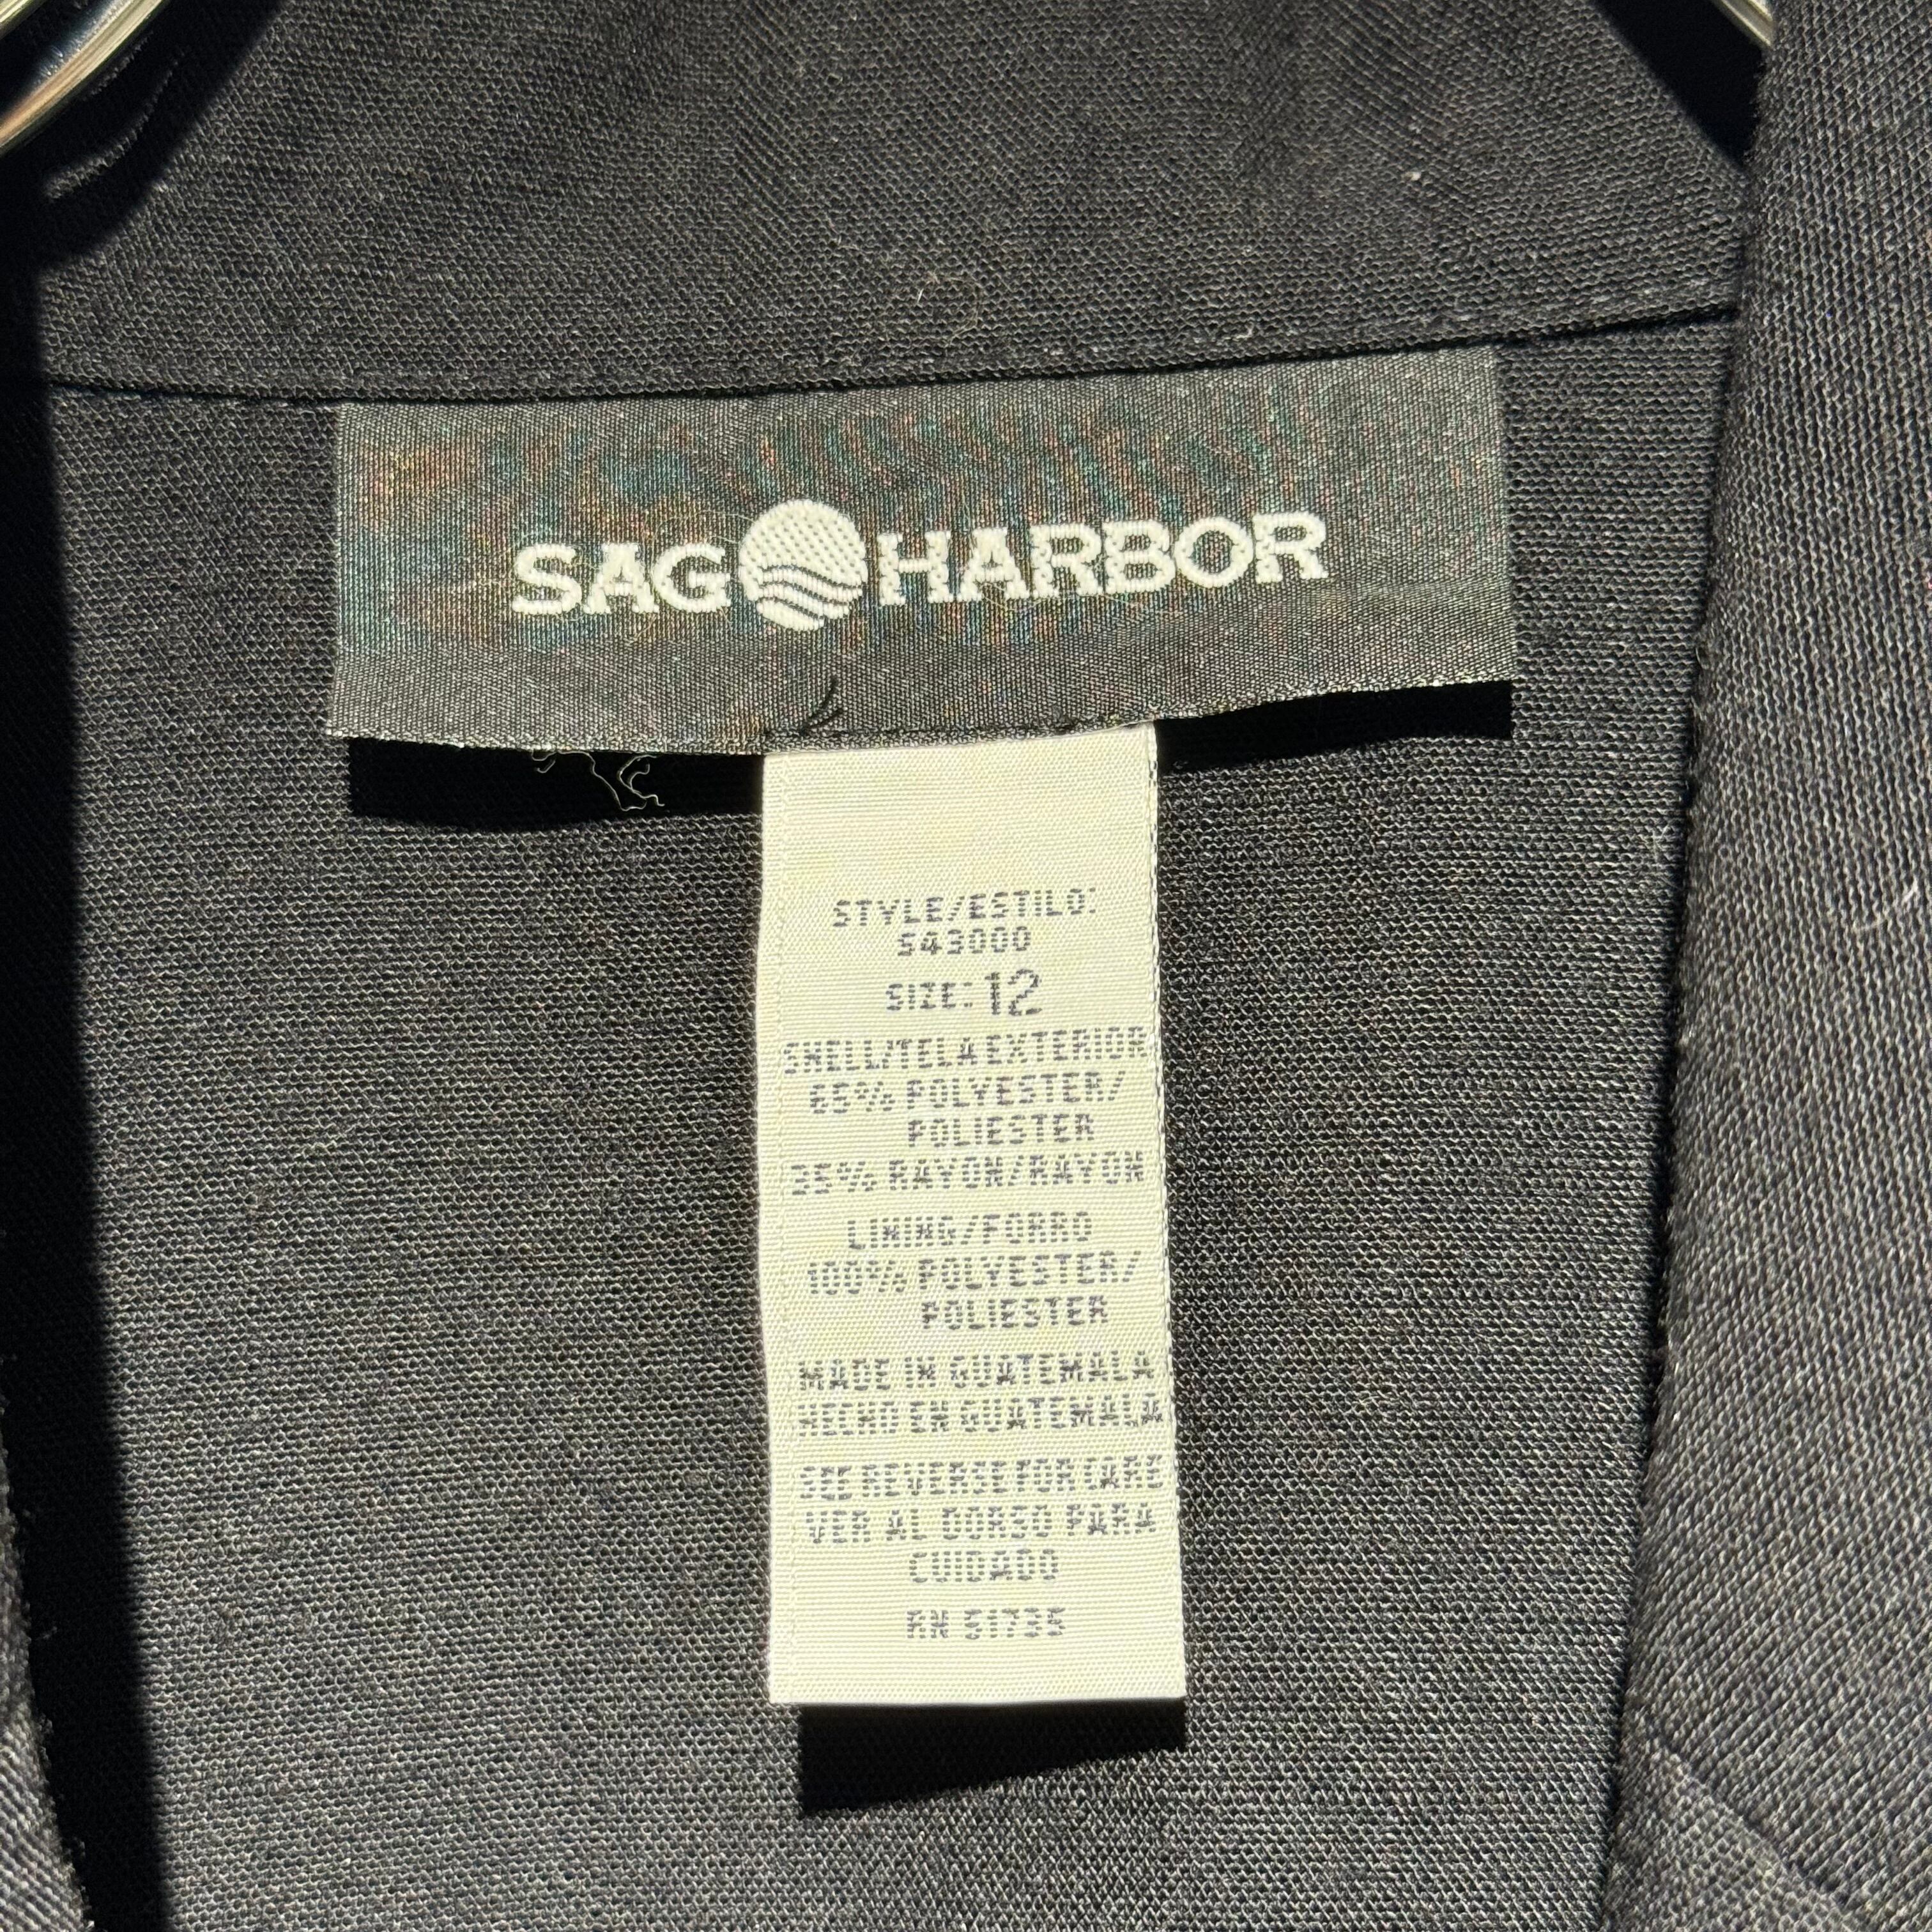 SAG HARBOR
STYLE/ESTILO:
543000
SIZE: 12
SHELL/TELA EXTERIOR
65% POLYESTER/
POLIESTER
35% RAYON/RAYON
LINING/FORRO
100% POLYESTER/
POLIESTER
MADE IN GUATEMALA
HECHO EN GUATEMALA
SEE REVERSE FOR CARE
VER AL DORSO PARA
CUIDADO
RN 51735